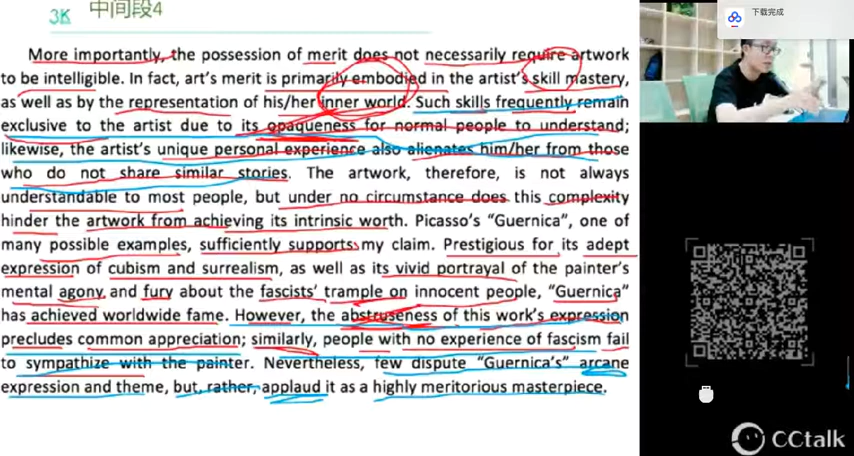 3K 中间段4
下载完成
More importantly, the possession of merit does not necessarily require artwork
to be intelligible. In fact, art's merit is primarily embodied in the artist's skill mastery,
as well as by the representation of his/her inner world. Such skills frequently remain
exclusive to the artist due to its opaqueness for normal people to understand;
likewise, the artist's unique personal experience also alienates him/her from those
who do not share similar stories. The artwork, therefore, is not always
understandable to most people, but under no circumstance does this complexity
hinder the artwork from achieving its intrinsic worth. Picasso's “Guernica”, one of
many possible examples, sufficiently supports my claim. Prestigious for its adept
expression of cubism and surrealism, as well as its vivid portrayal of the painter's
mental agony and fury about the fascists' trample on innocent people, “Guernica”
has achieved worldwide fame. However, the abstruseness of this work's expression
precludes common appreciation; similarly, people with no experience of fascism fail
to sympathize with the painter. Nevertheless, few dispute “Guernica's” arcane
expression and theme, but, rather, applaud it as a highly meritorious masterpiece.
CCtalk